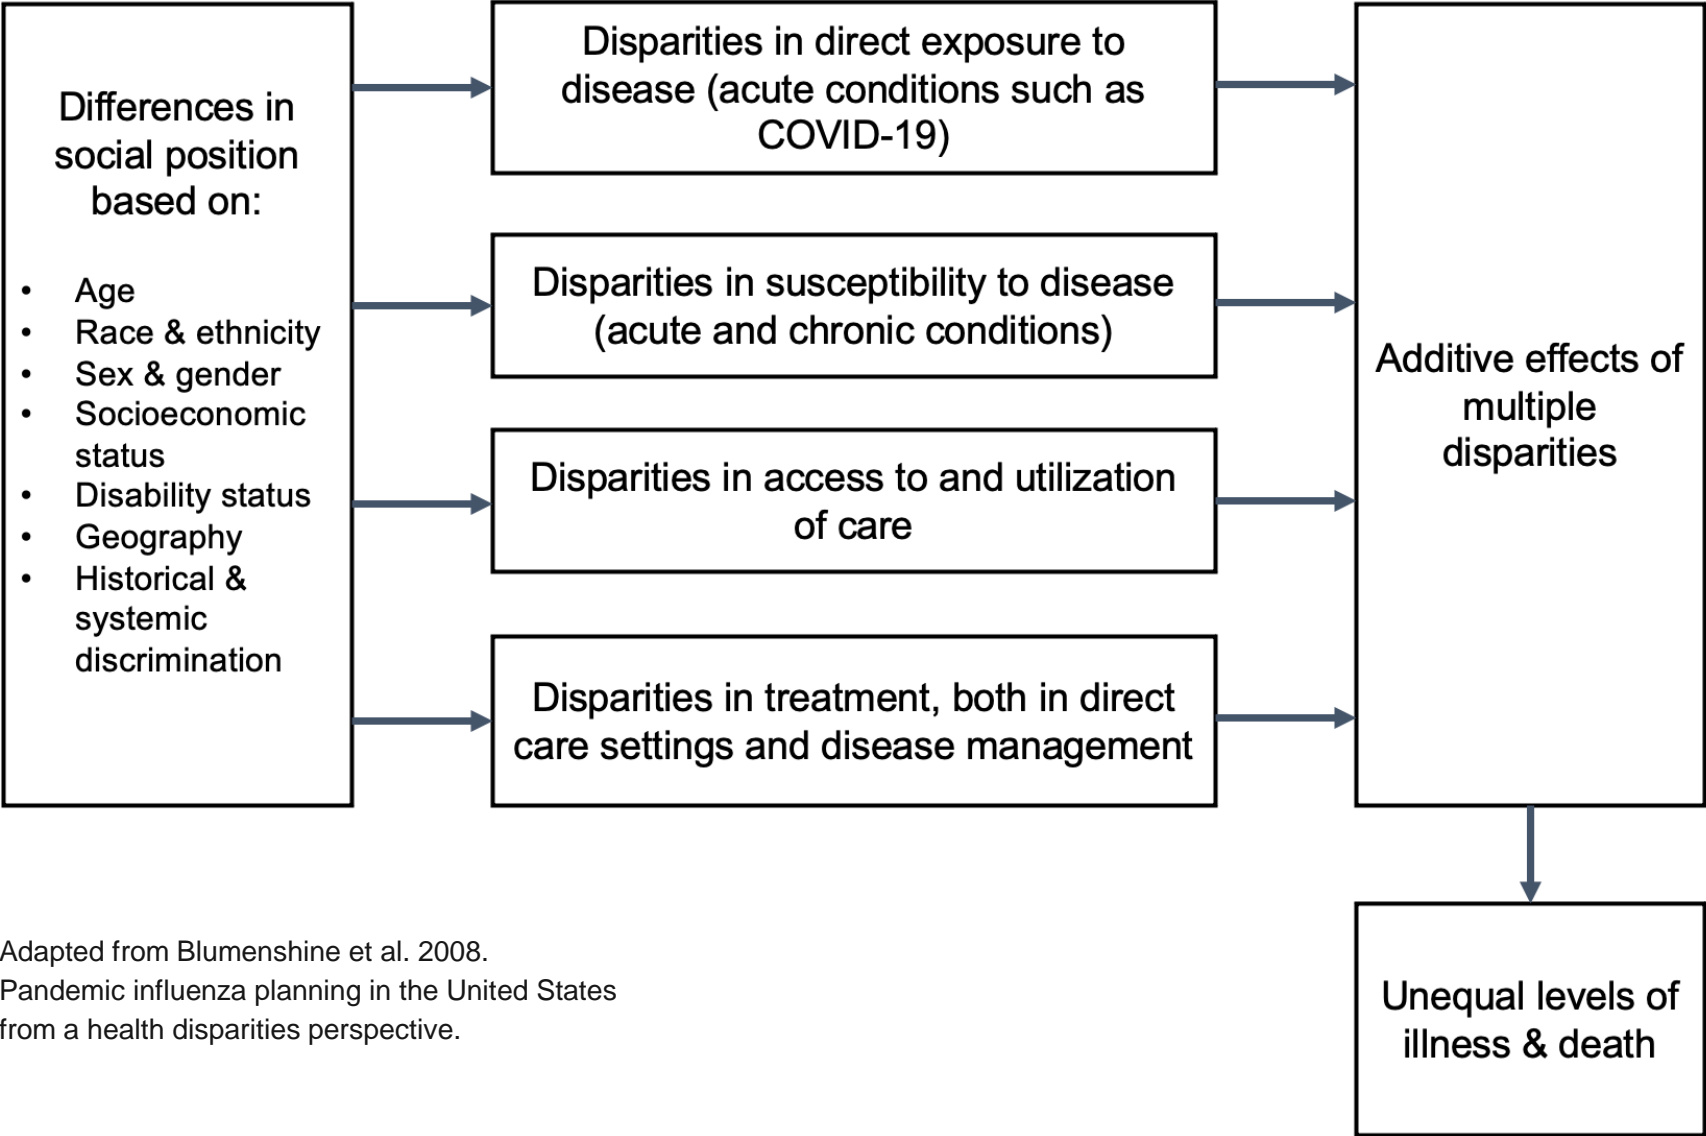 Differences in
social position
based on:
• Age
• Race & ethnicity
• Sex & gender
• Socioeconomic
status
• Disability status
• Geography
• Historical &
systemic
discrimination
Disparities in direct exposure to
disease (acute conditions such as
COVID-19)
Disparities in susceptibility to disease
(acute and chronic conditions)
Disparities in access to and utilization
of care
Disparities in treatment, both in direct
care settings and disease management
Additive effects of
multiple
disparities
Unequal levels of
illness & death
Adapted from Blumenshine et al. 2008.
Pandemic influenza planning in the United States
from a health disparities perspective.